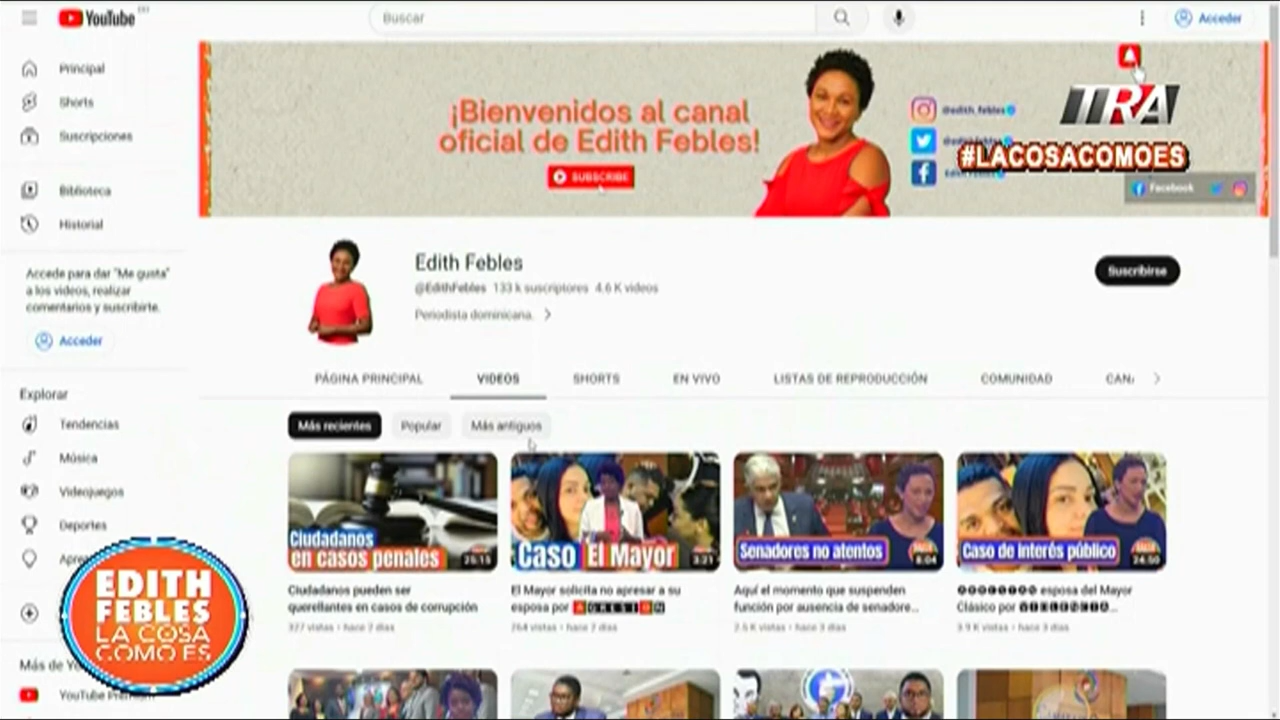 YouTube
DO
Buscar
Acceder
Principal
Shorts
Suscripciones
Biblioteca
Historial
Accede para dar "Me gusta"
a los videos, realizar
comentarios y suscribirte.
Acceder
Explorar
Tendencias
Música
Videojuegos
Deportes
¡Bienvenidos al canal
oficial de Edith Febles!
SUBSCRIBE
@edith_febles
TRA
#LACOSACOMOES
Facebook
Edith Febles
@EdithFebles 133 k suscriptores 4.6 K videos
Periodista dominicana.
Suscribirse
PÁGINA PRINCIPAL VIDEOS SHORTS EN VIVO LISTAS DE REPRODUCCIÓN COMUNIDAD
Más recientes Popular Más antiguos
Ciudadanos
en casos penales
25:15
Caso El Mayor
3:21
Senadores no atentos
8:04
Caso de interés público
24:50
Ciudadanos pueden ser
querellantes en casos de corrupción
327 vistas · hace 2 días
El Mayor solicita no apresar a su
esposa por AGRESIÓN
264 vistas · hace 2 días
Aquí el momento que suspenden
función por ausencia de senadore...
2.5 K vistas · hace 3 días
esposa del Mayor
Clásico por
3.9 K vistas · hace 3 días
EDITH
FEBLES
LA COSA
COMO ES
YouTube Premium